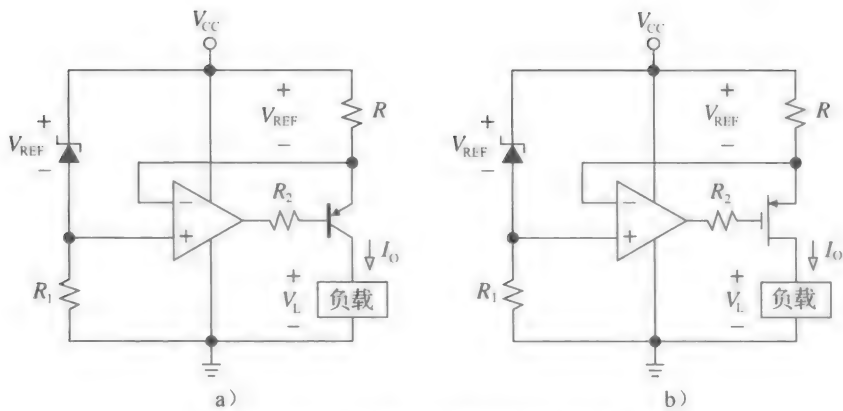 V_CC
+
V_REF
−
+
V_REF
−
R
−
+
R_2
R_1
I_O
+
V_L
−
负载
a）
V_CC
+
V_REF
−
+
V_REF
−
R
−
+
R_2
R_1
I_O
+
V_L
−
负载
b）